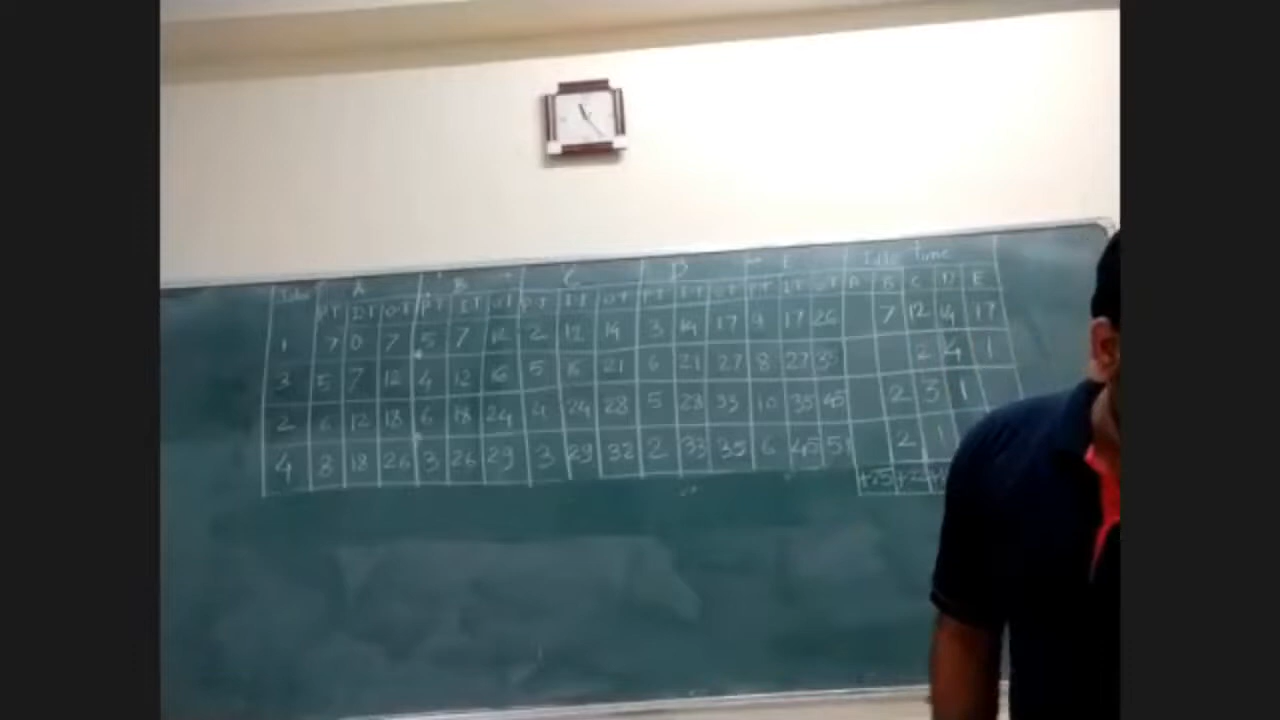 Jobs A B C D E Idle Time
P.T I.T O.T P.T I.T O.T P.T I.T O.T P.T I.T O.T P.T I.T O.T A B C D E
1 7 0 7 5 7 12 2 12 14 3 14 17 9 17 26 7 12 14 17
3 5 7 12 4 12 16 5 16 21 6 21 27 8 27 35 2 4 1
2 6 12 18 6 18 24 4 24 28 5 28 33 10 35 45 2 3 1
4 8 18 26 3 26 29 3 29 32 2 33 35 6 45 51 2 1
+25